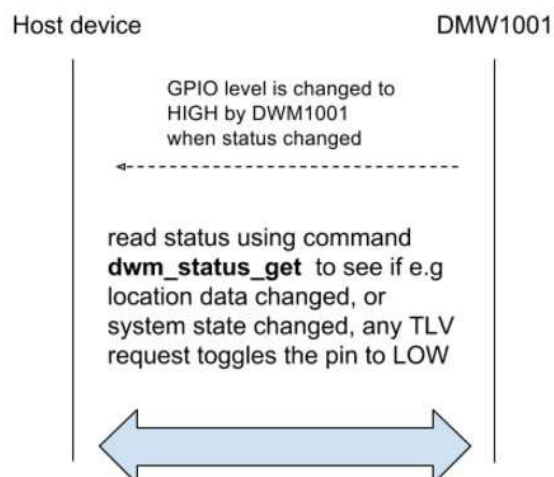 Host device
DMW1001
GPIO level is changed to
HIGH by DWM1001
when status changed
read status using command
dwm_status_get to see if e.g
location data changed, or
system state changed, any TLV
request toggles the pin to LOW